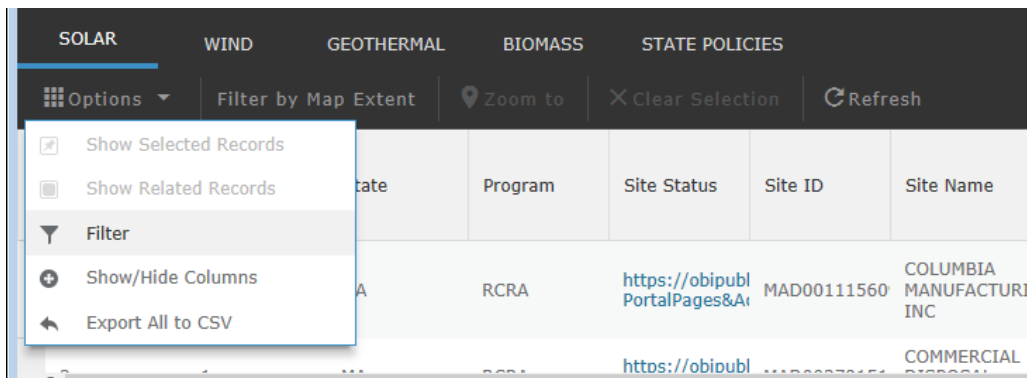 SOLAR WIND GEOTHERMAL BIOMASS STATE POLICIES
Options Filter by Map Extent Zoom to Clear Selection Refresh
Show Selected Records
Show Related Records
Filter
Show/Hide Columns
Export All to CSV
tate Program Site Status Site ID Site Name
A RCRA https://obipubl MAD00111560 COLUMBIA
PortalPages&A MANUFACTURI
INC
https://obipubl COMMERCIAL